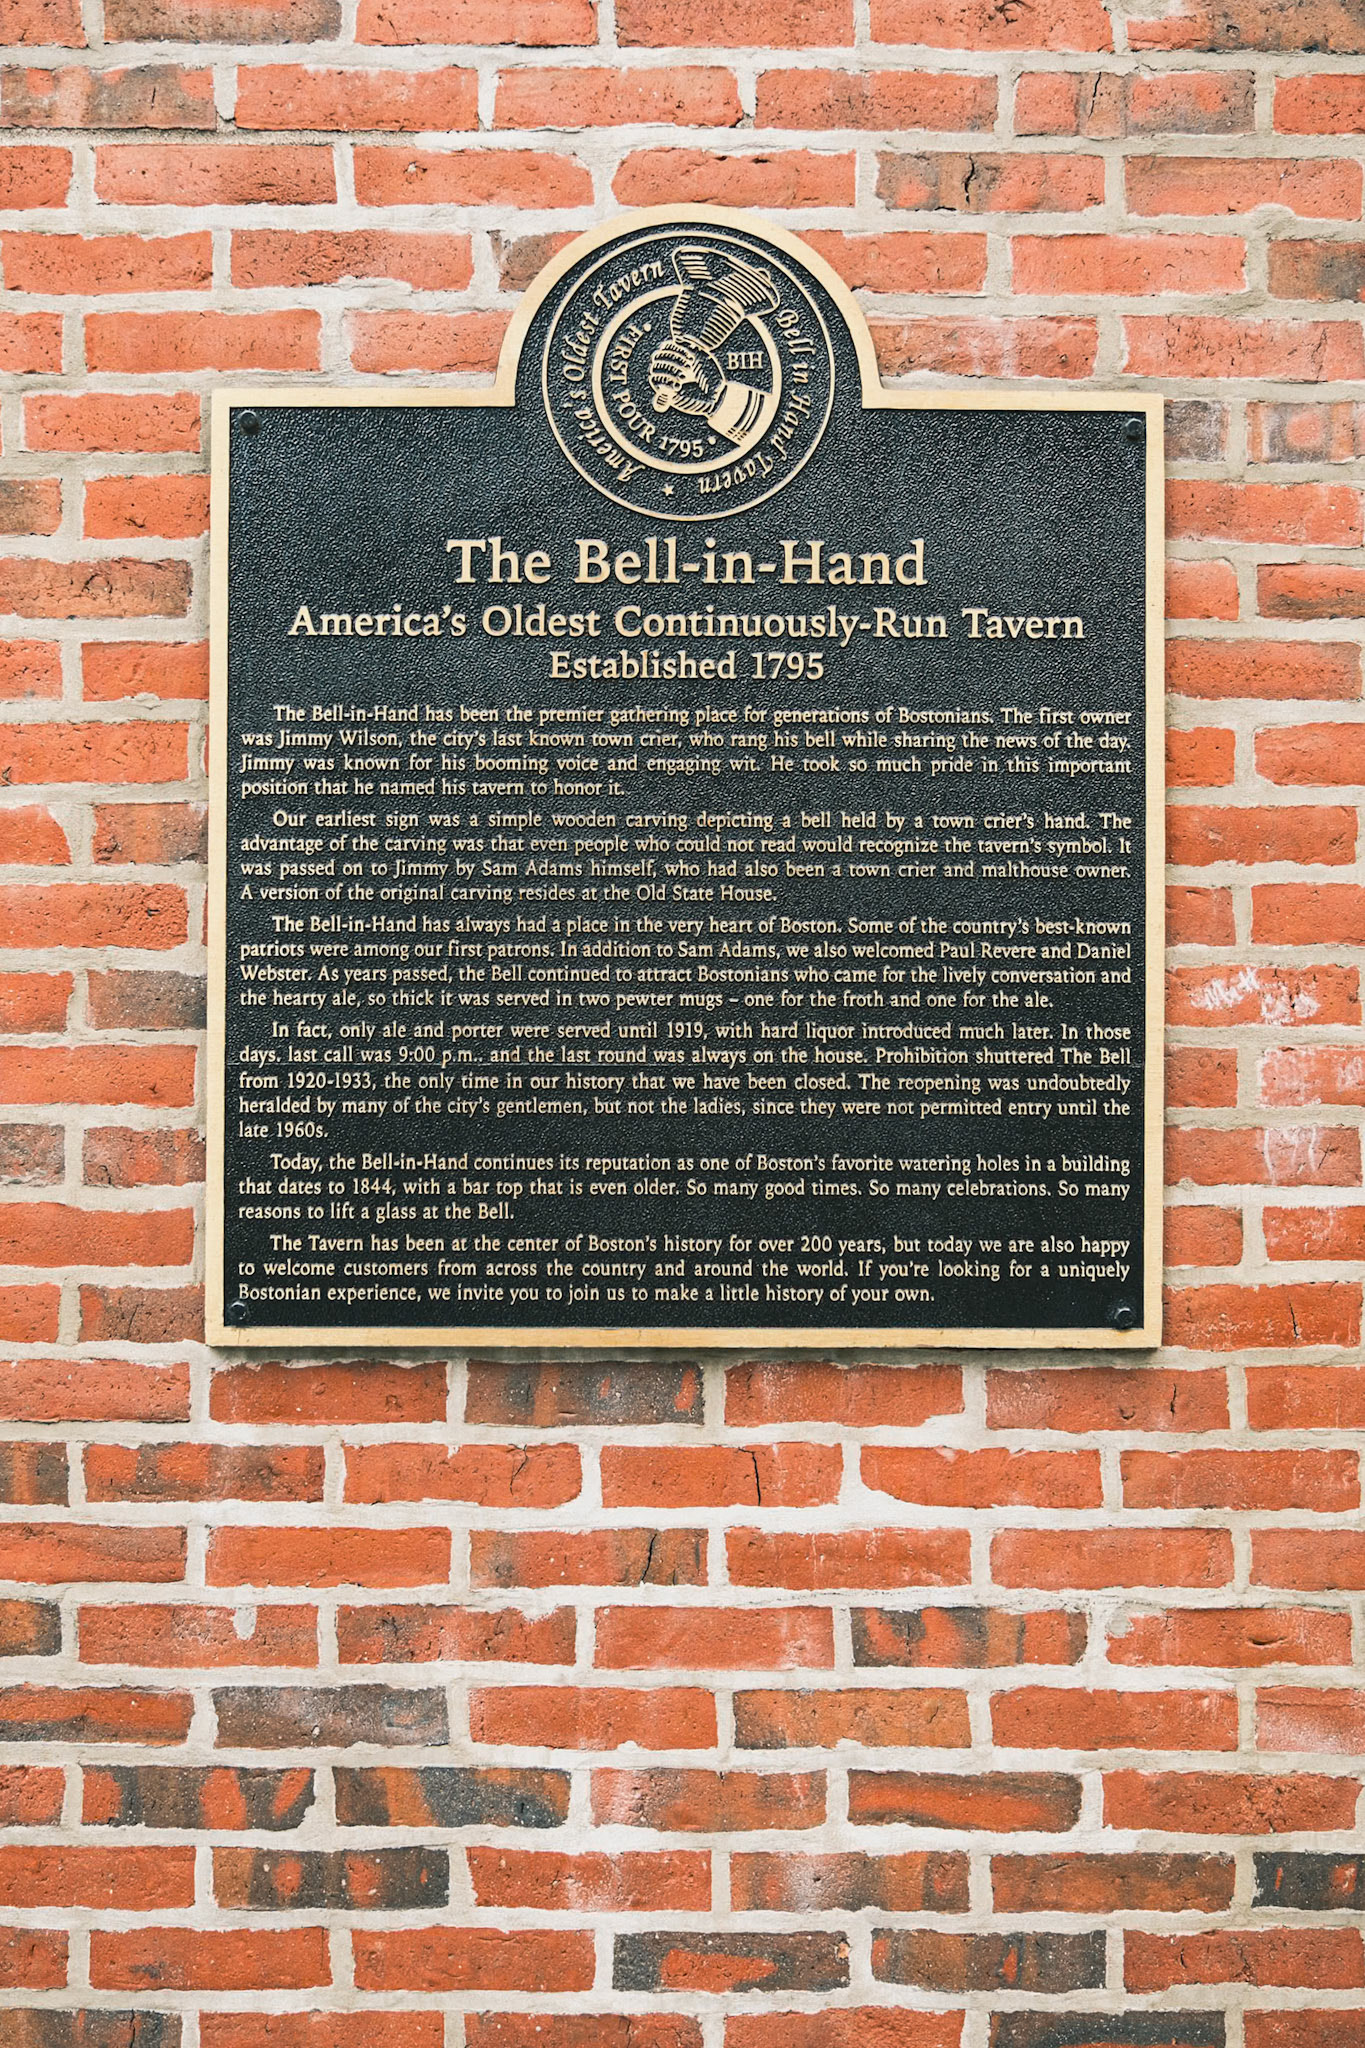 America's Oldest Tavern
Bell in Hand Tavern
FIRST POUR 1795
BIH
The Bell-in-Hand
America's Oldest Continuously-Run Tavern
Established 1795
The Bell-in-Hand has been the premier gathering place for generations of Bostonians. The first owner
was Jimmy Wilson, the city's last known town crier, who rang his bell while sharing the news of the day.
Jimmy was known for his booming voice and engaging wit. He took so much pride in this important
position that he named his tavern to honor it.
Our earliest sign was a simple wooden carving depicting a bell held by a town crier's hand. The
advantage of the carving was that even people who could not read would recognize the tavern's symbol. It
was passed on to Jimmy by Sam Adams himself, who had also been a town crier and malthouse owner.
A version of the original carving resides at the Old State House.
The Bell-in-Hand has always had a place in the very heart of Boston. Some of the country's best-known
patriots were among our first patrons. In addition to Sam Adams, we also welcomed Paul Revere and Daniel
Webster. As years passed, the Bell continued to attract Bostonians who came for the lively conversation and
the hearty ale, so thick it was served in two pewter mugs – one for the froth and one for the ale.
In fact, only ale and porter were served until 1919, with hard liquor introduced much later. In those
days, last call was 9:00 p.m., and the last round was always on the house. Prohibition shuttered The Bell
from 1920-1933, the only time in our history that we have been closed. The reopening was undoubtedly
heralded by many of the city's gentlemen, but not the ladies, since they were not permitted entry until the
late 1960s.
Today, the Bell-in-Hand continues its reputation as one of Boston's favorite watering holes in a building
that dates to 1844, with a bar top that is even older. So many good times. So many celebrations. So many
reasons to lift a glass at the Bell.
The Tavern has been at the center of Boston's history for over 200 years, but today we are also happy
to welcome customers from across the country and around the world. If you're looking for a uniquely
Bostonian experience, we invite you to join us to make a little history of your own.